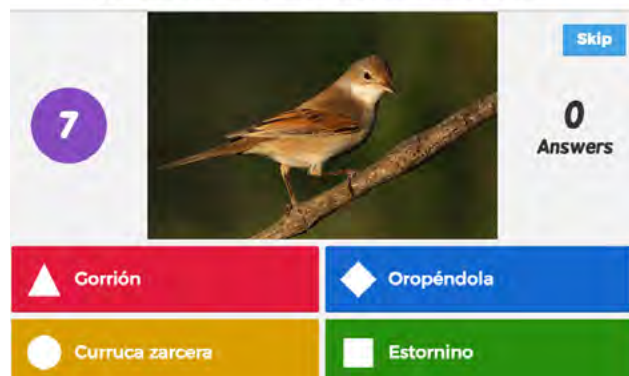 Skip
7
0
Answers
Gorrión
Oropéndola
Curruca zarcera
Estornino